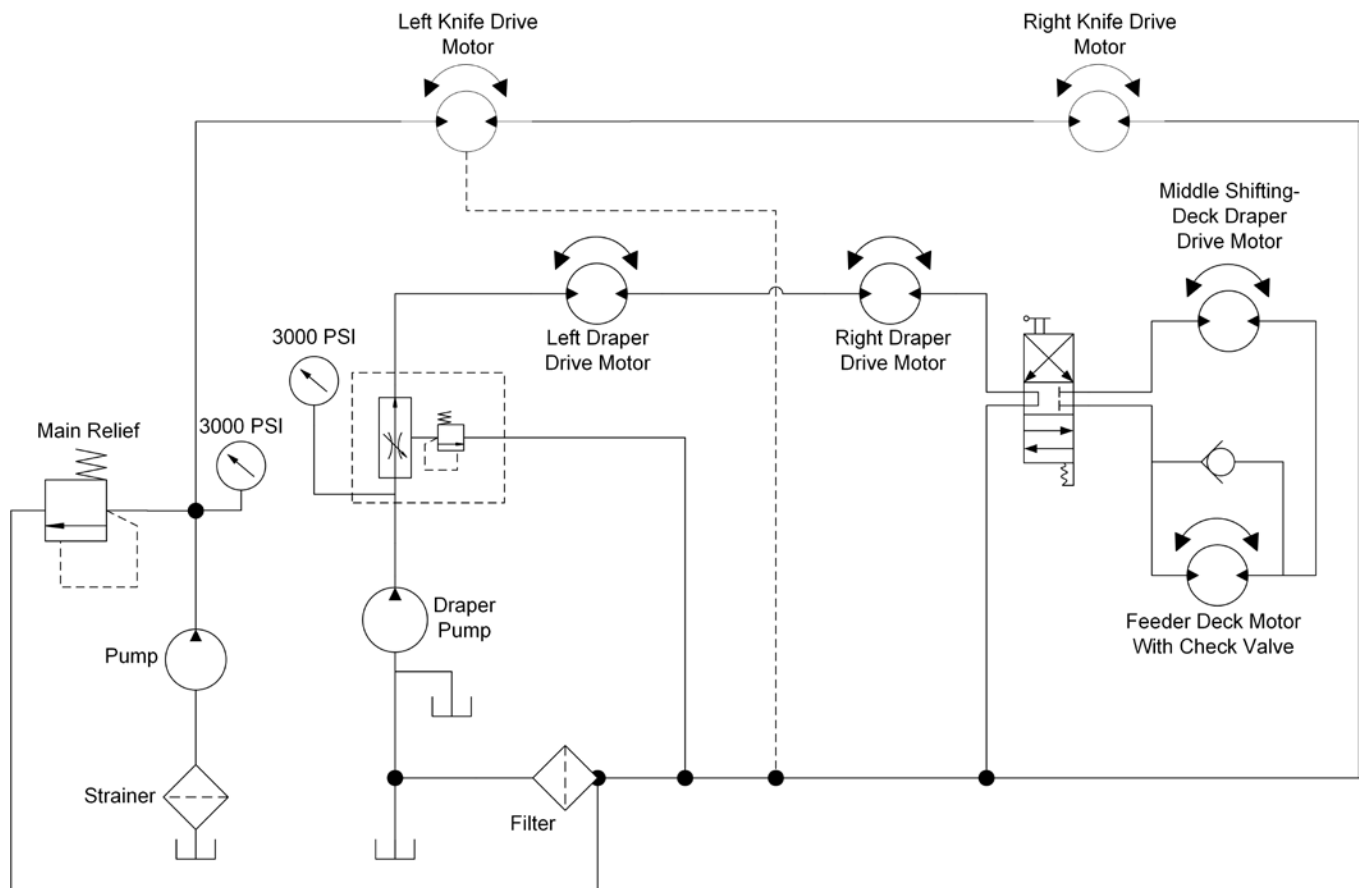 Left Knife Drive
Motor
Right Knife Drive
Motor
Middle Shifting-
Deck Draper
Drive Motor
3000 PSI
Left Draper
Drive Motor
Right Draper
Drive Motor
Main Relief
3000 PSI
Draper
Pump
Feeder Deck Motor
With Check Valve
Pump
Strainer
Filter